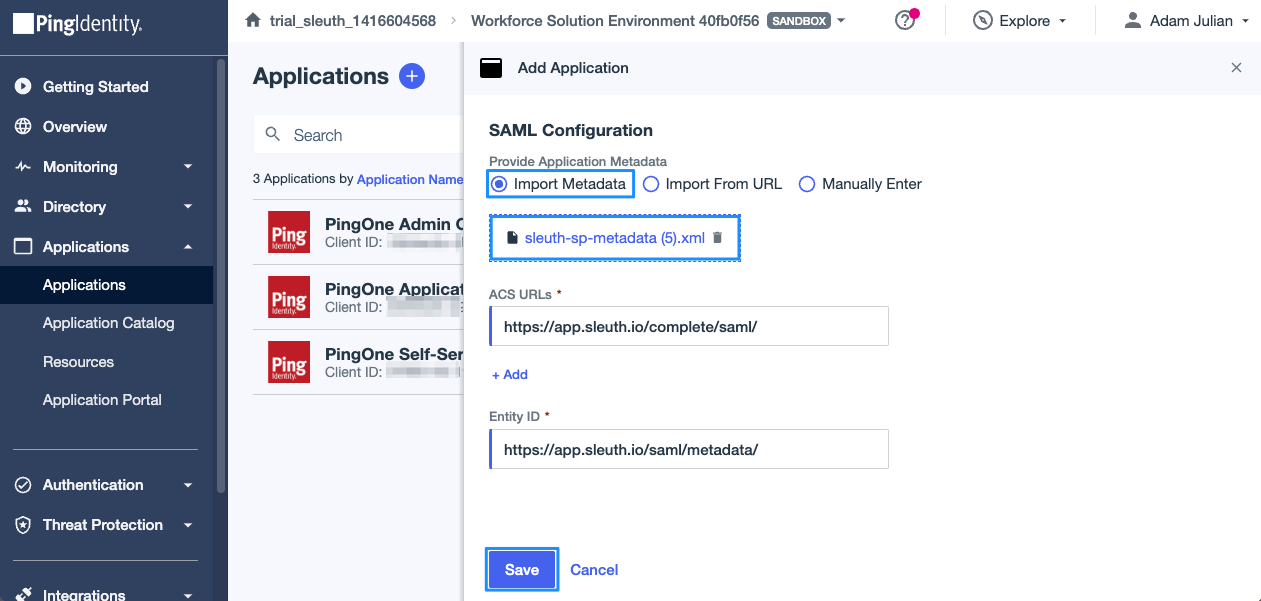 PingIdentity.
trial_sleuth_1416604568
Workforce Solution Environment 40fb0f56 SANDBOX
Explore
Adam Julian
Getting Started
Overview
Monitoring
Directory
Applications
Applications
Application Catalog
Resources
Application Portal
Authentication
Threat Protection
Integrations
Applications
Search
3 Applications by Application Name
Ping
Identity.
PingOne Admin C
Client ID:
Ping
Identity.
PingOne Applicat
Client ID:
Ping
Identity.
PingOne Self-Ser
Client ID:
Add Application
SAML Configuration
Provide Application Metadata
Import Metadata Import From URL Manually Enter
sleuth-sp-metadata (5).xml
ACS URLs *
https://app.sleuth.io/complete/saml/
+ Add
Entity ID *
https://app.sleuth.io/saml/metadata/
Save Cancel